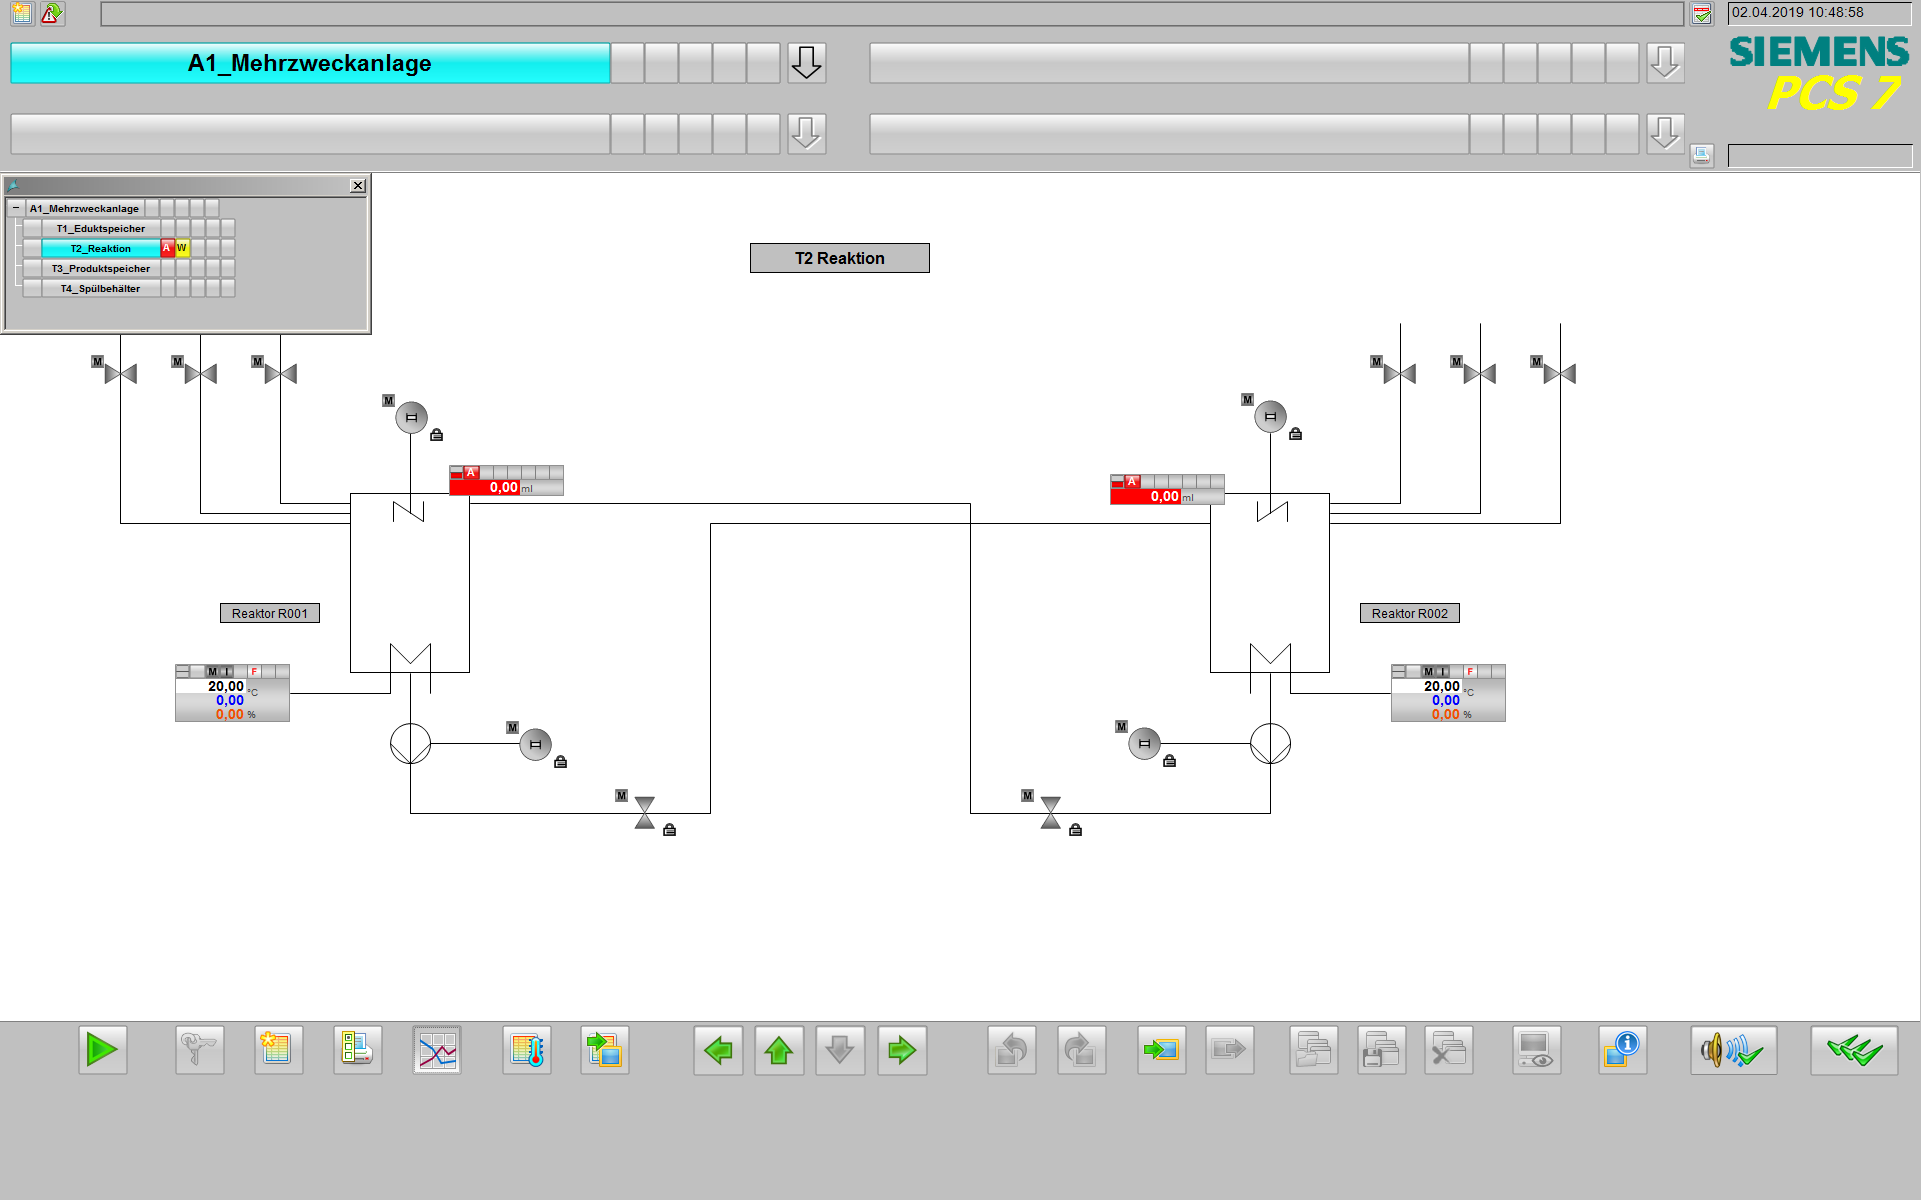 02.04.2019 10:48:58
A1_Mehrzweckanlage
SIEMENS
PCS 7
A1_Mehrzweckanlage
T1_Eduktspeicher
T2_Reaktion A W
T3_Produktspeicher
T4_Spülbehälter
T2 Reaktion
M M M M M M
M M
A
0,00 ml
A
0,00 ml
Reaktor R001
Reaktor R002
M I F
20,00 °C
0,00
0,00 %
M I F
20,00 °C
0,00
0,00 %
M M
M M